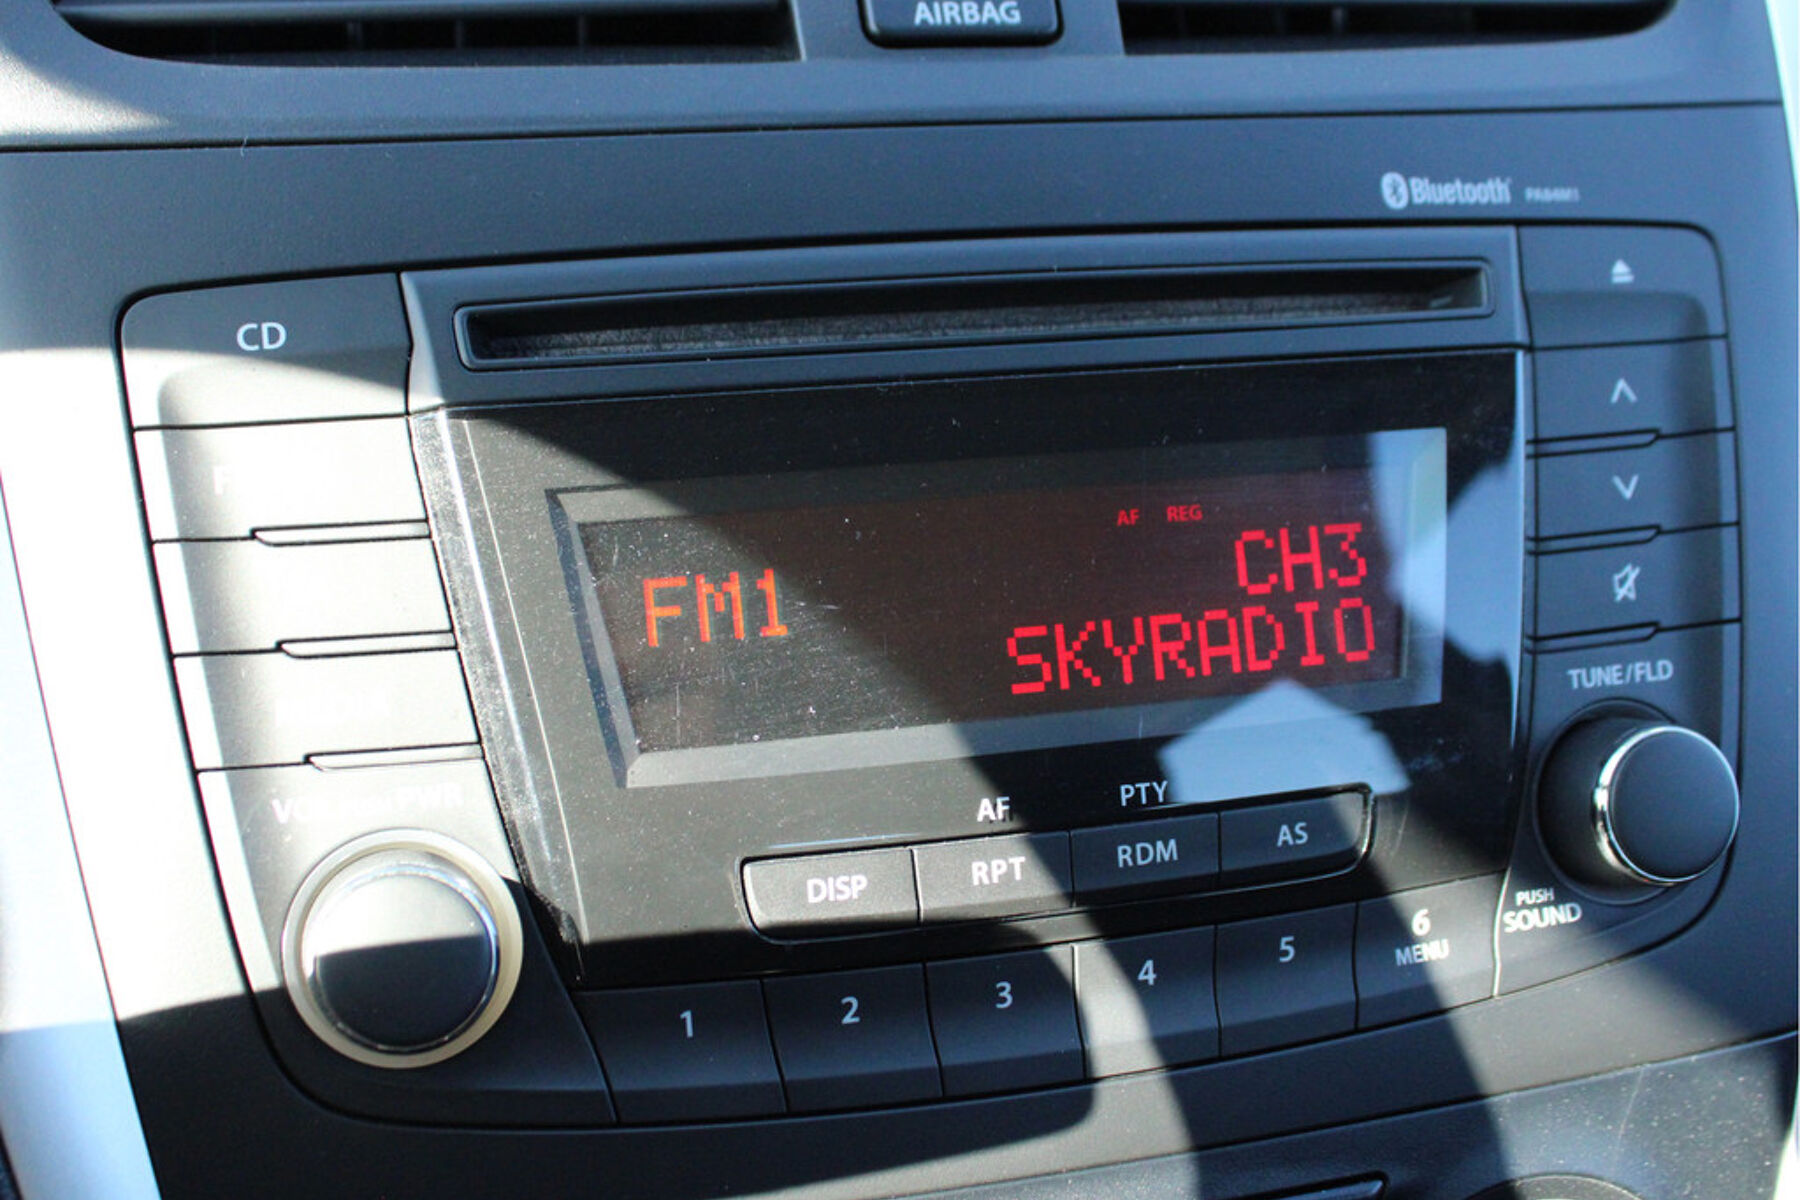 AIRBAG
Bluetooth PA84M1
CD
AF REG
CH3
FM1
SKYRADIO
TUNE/FLD
AF PTY
DISP RPT RDM AS
PUSH
SOUND
1 2 3 4 5 6
MENU